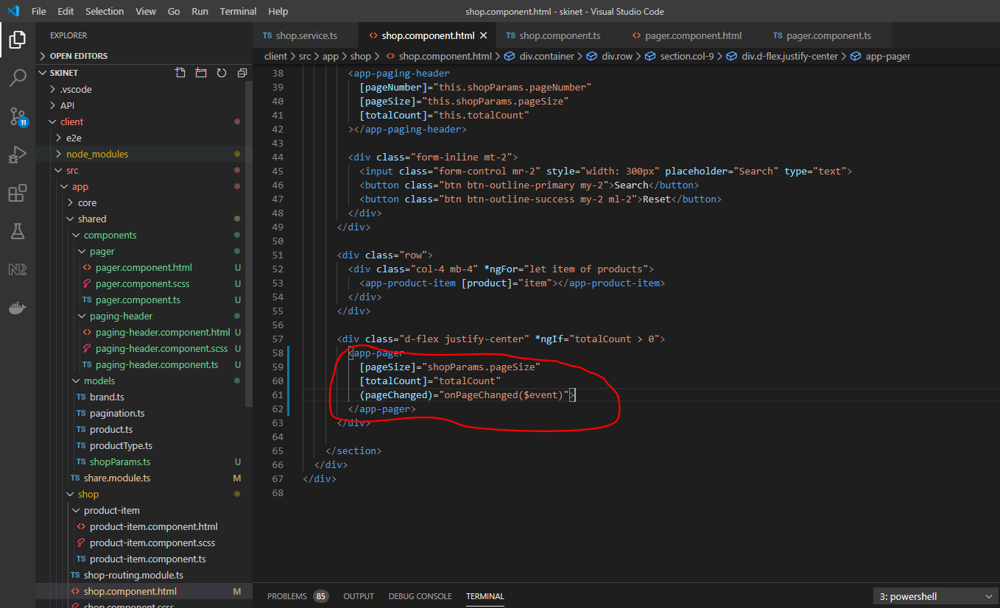 File Edit Selection View Go Run Terminal Help shop.component.html - skinet - Visual Studio Code
EXPLORER
OPEN EDITORS
SKINET
.vscode
API
client
e2e
node_modules
src
app
core
shared
components
pager
pager.component.html U
pager.component.scss U
TS pager.component.ts U
paging-header
paging-header.component.html U
paging-header.component.scss U
TS paging-header.component.ts U
models
TS brand.ts
TS pagination.ts
TS product.ts
TS productType.ts
TS shopParams.ts U
TS share.module.ts M
shop
product-item
product-item.component.html
product-item.component.scss
TS product-item.component.ts
TS shop-routing.module.ts
shop.component.html M
shop.component.scss
11
TS shop.service.ts <> shop.component.html TS shop.component.ts <> pager.component.html TS pager.component.ts
client > src > app > shop > <> shop.component.html > div.container > div.row > section.col-9 > div.d-flex.justify-center > app-pager
38 <app-paging-header
39 [pageNumber]="this.shopParams.pageNumber"
40 [pageSize]="this.shopParams.pageSize"
41 [totalCount]="this.totalCount"
42 ></app-paging-header>
43
44 <div class="form-inline mt-2">
45 <input class="form-control mr-2" style="width: 300px" placeholder="Search" type="text">
46 <button class="btn btn-outline-primary my-2">Search</button>
47 <button class="btn btn-outline-success my-2 ml-2">Reset</button>
48 </div>
49 </div>
50
51 <div class="row">
52 <div class="col-4 mb-4" *ngFor="let item of products">
53 <app-product-item [product]="item"></app-product-item>
54 </div>
55 </div>
56
57 <div class="d-flex justify-center" *ngIf="totalCount > 0">
58 <app-pager
59 [pageSize]="shopParams.pageSize"
60 [totalCount]="totalCount"
61 (pageChanged)="onPageChanged($event)">
62 </app-pager>
63 </div>
64
65 </section>
66 </div>
67 </div>
68
PROBLEMS 85 OUTPUT DEBUG CONSOLE TERMINAL 3: powershell